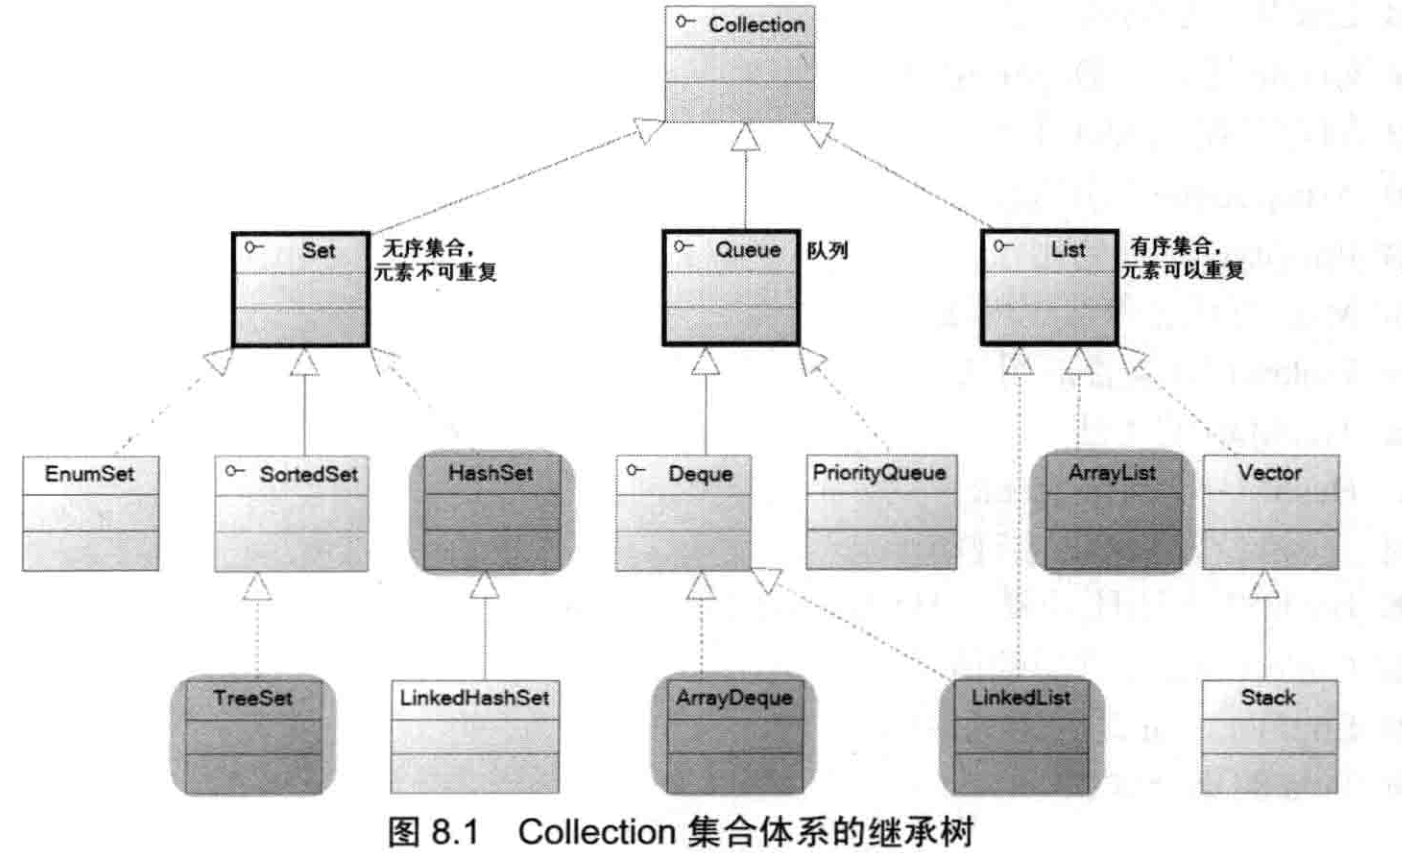 Collection
Set
无序集合，
元素不可重复
Queue
队列
List
有序集合，
元素可以重复
EnumSet
SortedSet
HashSet
Deque
PriorityQueue
ArrayList
Vector
TreeSet
LinkedHashSet
ArrayDeque
LinkedList
Stack
图 8.1 Collection 集合体系的继承树